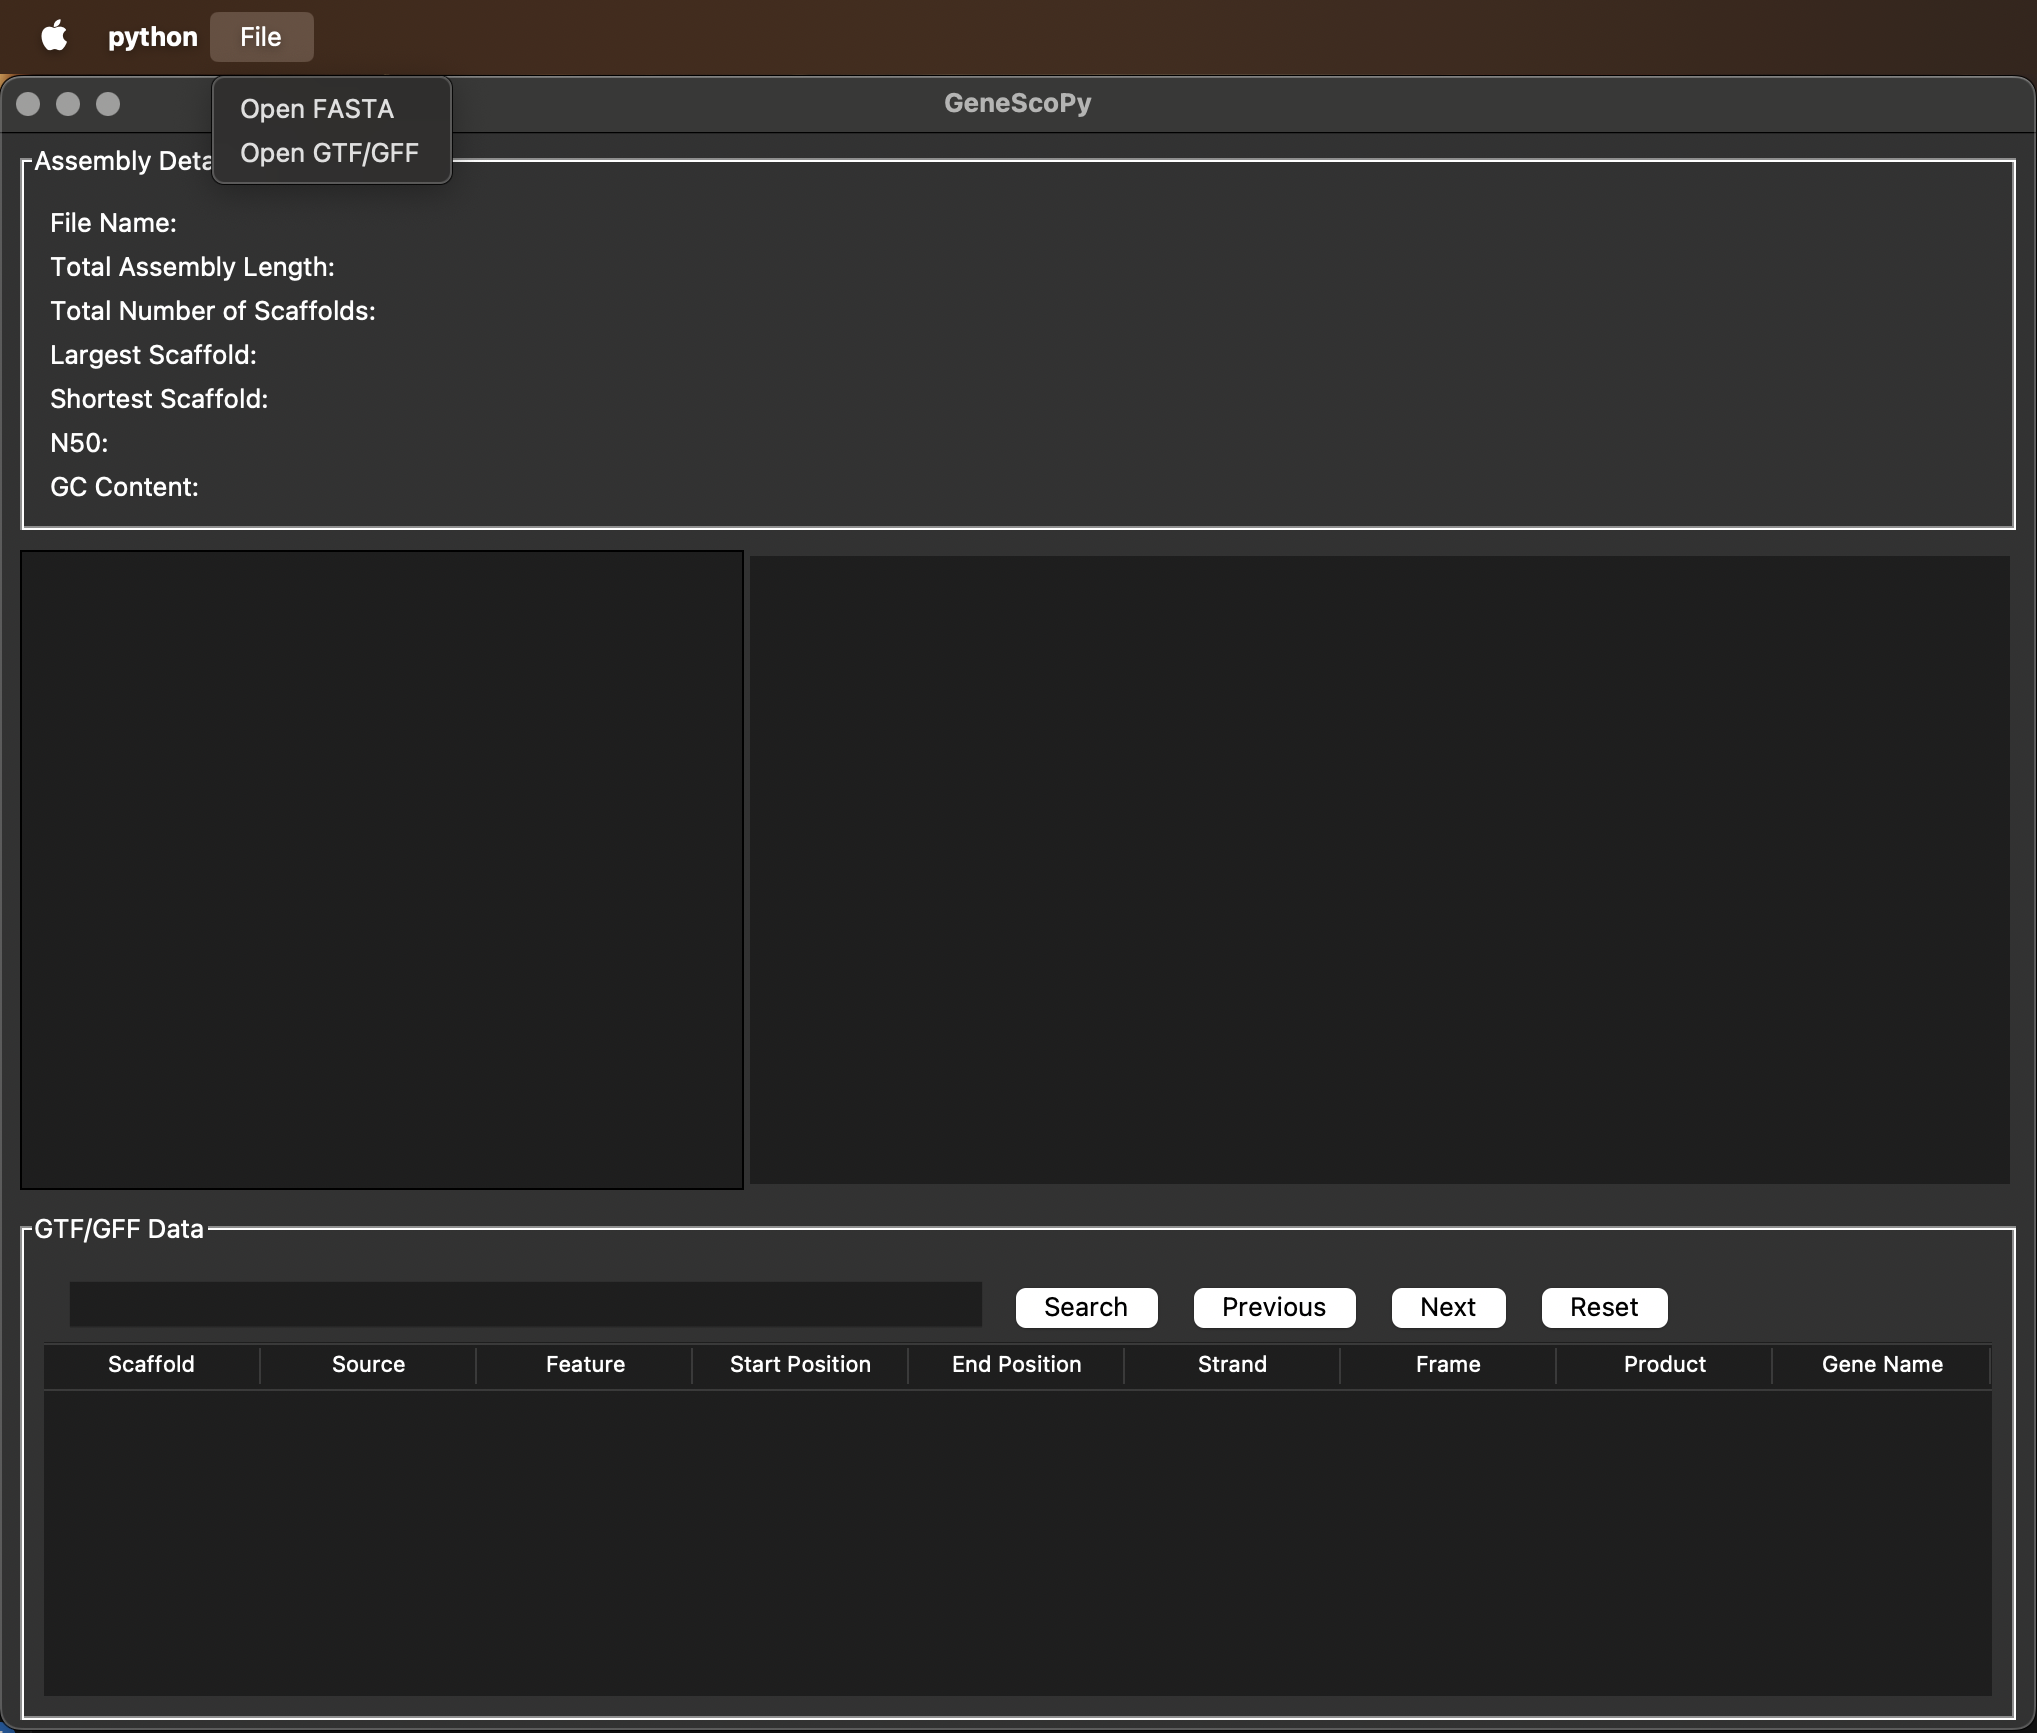 python File
GeneScoPy
Open FASTA
Open GTF/GFF
Assembly Deta
File Name:
Total Assembly Length:
Total Number of Scaffolds:
Largest Scaffold:
Shortest Scaffold:
N50:
GC Content:
GTF/GFF Data
Search Previous Next Reset
Scaffold Source Feature Start Position End Position Strand Frame Product Gene Name